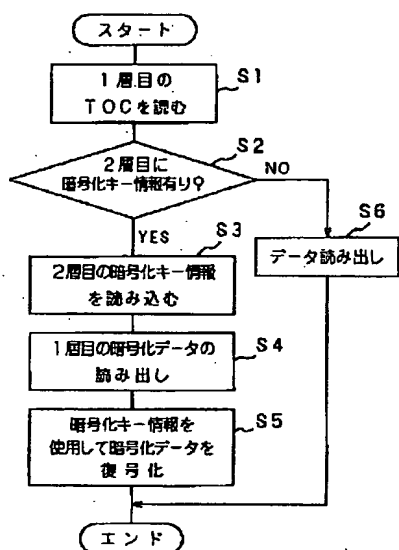 スタート
S1
1層目の
TOCを読む
S2
2層目に
暗号化キー情報有り?
NO
YES
S3
2層目の暗号化キー情報
を読み込む
S6
データ読み出し
S4
1層目の暗号化データの
読み出し
S5
暗号化キー情報を
使用して暗号化データを
復号化
エンド